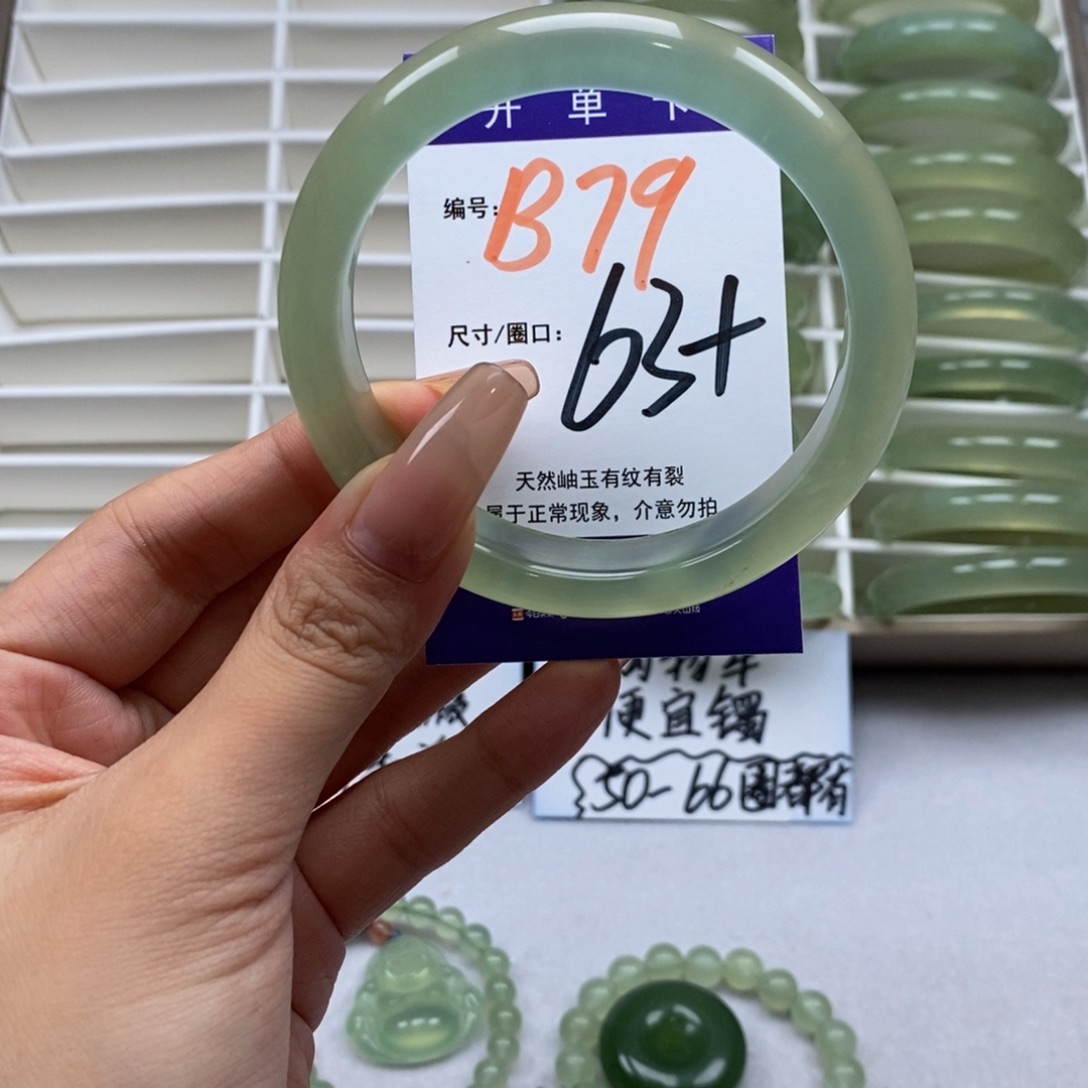 开单卡
编号：B79
尺寸/圈口：63+
天然岫玉有纹有裂
属于正常现象，介意勿拍
便宜镯
50-66圈都有